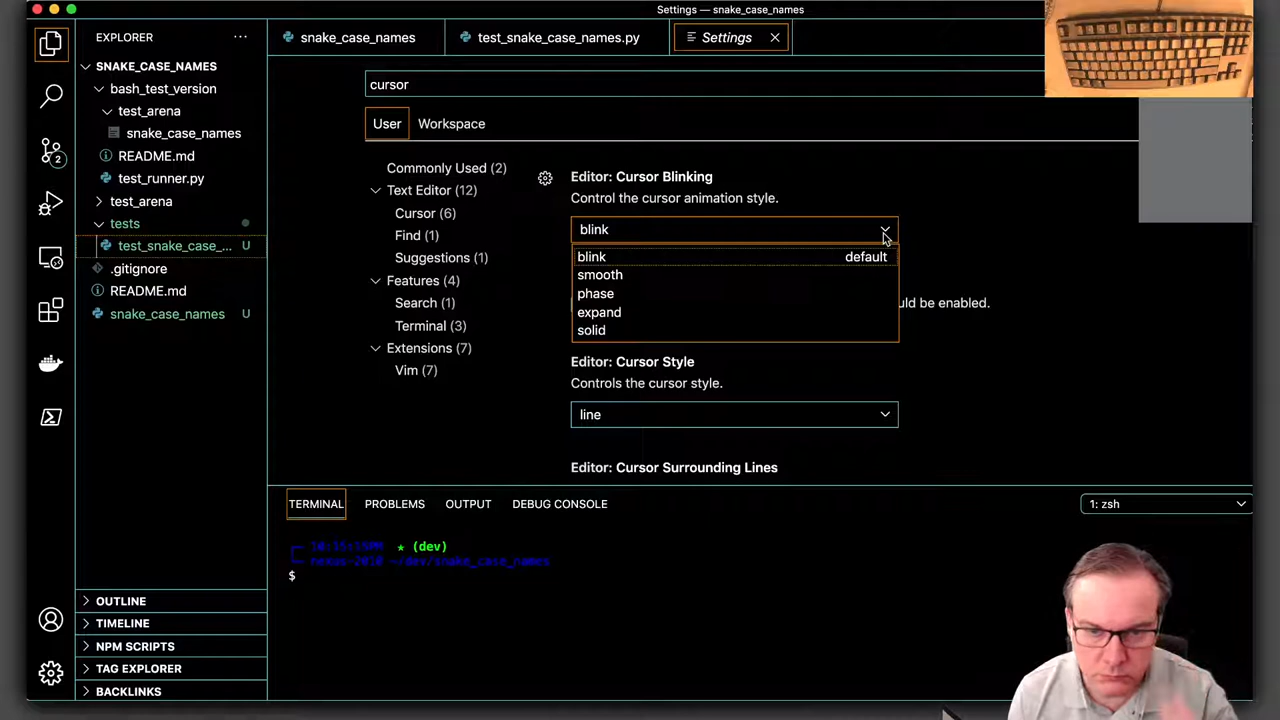 Settings — snake_case_names
EXPLORER
snake_case_names
test_snake_case_names.py
Settings
SNAKE_CASE_NAMES
bash_test_version
test_arena
snake_case_names
README.md
test_runner.py
test_arena
tests
test_snake_case_... U
.gitignore
README.md
snake_case_names U
OUTLINE
TIMELINE
NPM SCRIPTS
TAG EXPLORER
BACKLINKS
2
cursor
User Workspace
Commonly Used (2)
Text Editor (12)
Cursor (6)
Find (1)
Suggestions (1)
Features (4)
Search (1)
Terminal (3)
Extensions (7)
Vim (7)
Editor: Cursor Blinking
Control the cursor animation style.
blink
blink default
smooth
phase
expand
solid
be enabled.
Editor: Cursor Style
Controls the cursor style.
line
Editor: Cursor Surrounding Lines
TERMINAL PROBLEMS OUTPUT DEBUG CONSOLE 1: zsh
★ (dev)
~/dev/snake_case_names
$